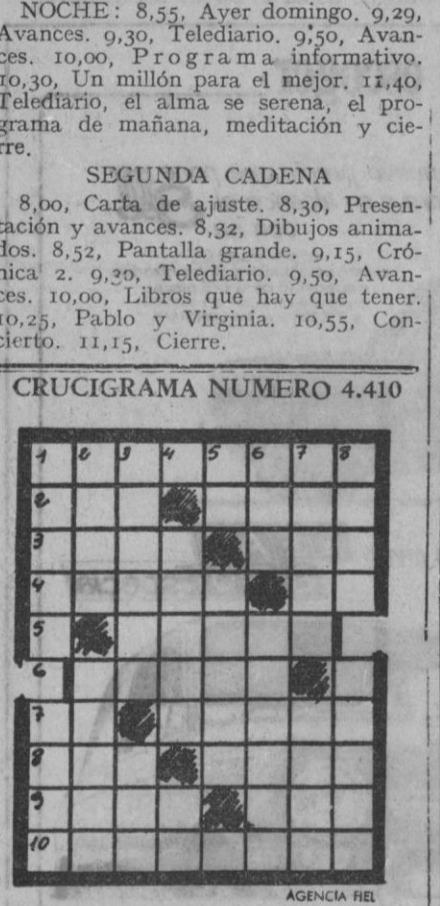 NOCHE: 8,55, Ayer domingo. 9,29,
Avances. 9,30, Telediario. 9,50, Avan-
ces. 10,00, Programa informativo.
10,30, Un millón para el mejor. 11,40,
Telediario, el alma se serena, el pro-
grama de mañana, meditación y cie-
rre.
SEGUNDA CADENA
8,00, Carta de ajuste. 8,30, Presen-
tación y avances. 8,32, Dibujos anima-
dos. 8,52, Pantalla grande. 9,15, Cró-
nica 2. 9,30, Telediario. 9,50, Avan-
ces. 10,00, Libros que hay que tener.
10,25, Pablo y Virginia. 10,55, Con-
cierto. 11,15, Cierre.
CRUCIGRAMA NUMERO 4.410
1 2 3 4 5 6 7 8
2
3
4
5
6
7
8
9
10
AGENCIA FIEL